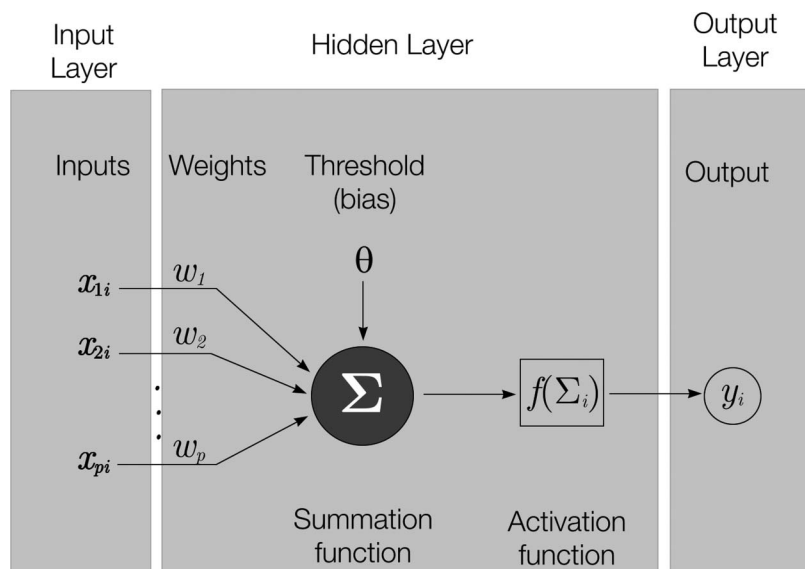 Input
Layer
Hidden Layer
Output
Layer
Inputs
Weights
Threshold
(bias)
Output
θ
x1i
w1
x2i
w2
Σ
f(Σi)
yi
xpi
wp
Summation
function
Activation
function